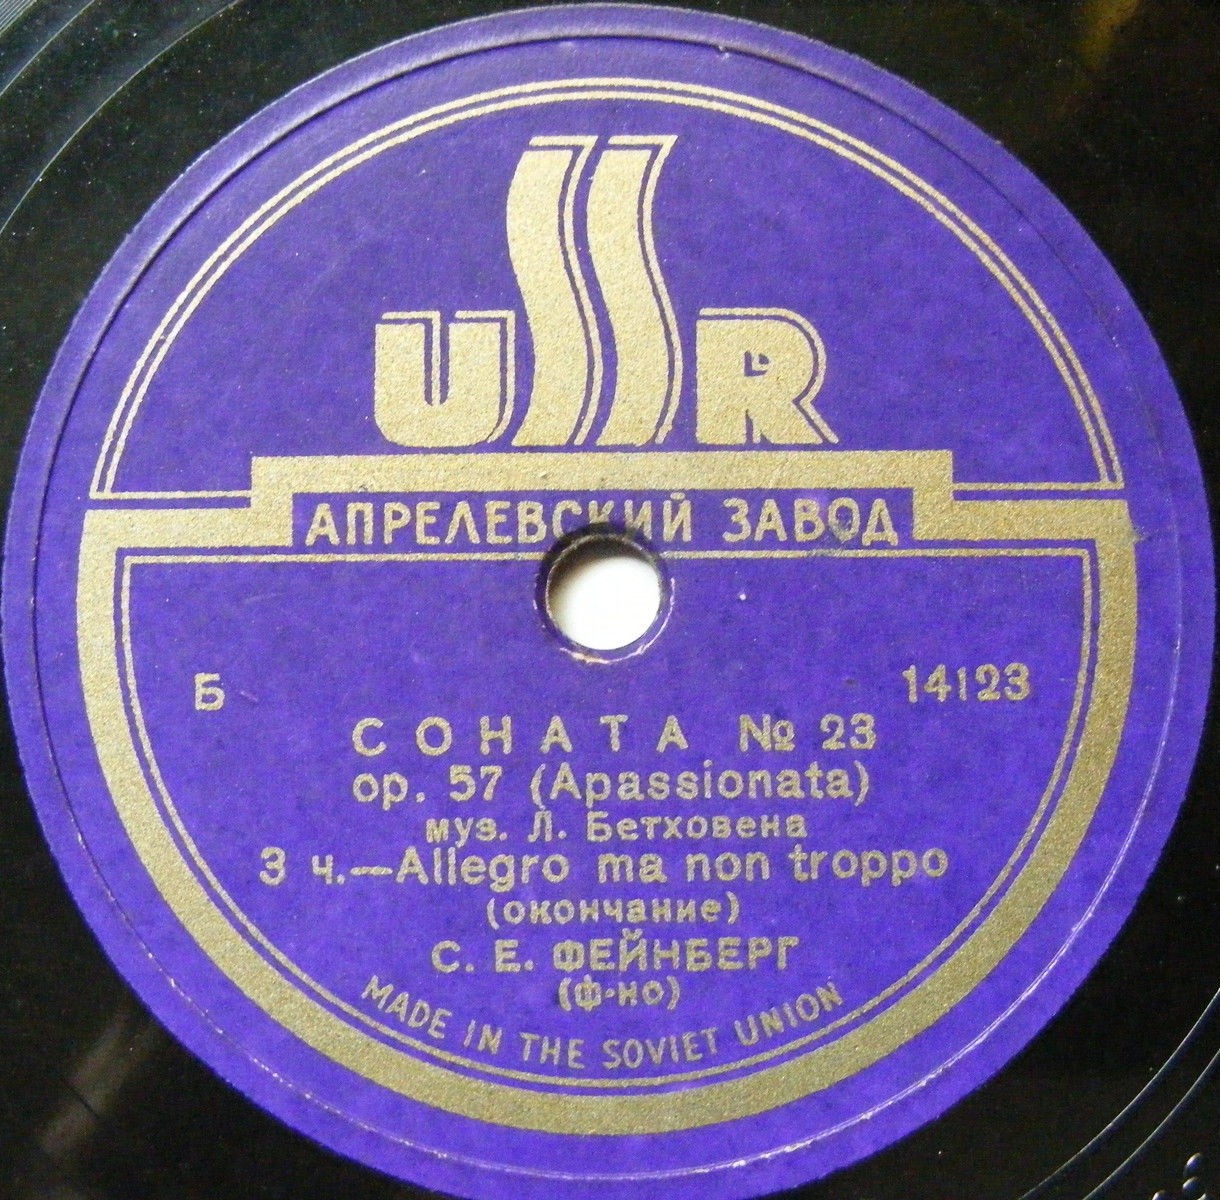 USSR
АПРЕЛЕВСКИЙ ЗАВОД
Б 14123
СОНАТА № 23
ор. 57 (Apassionata)
муз. Л. Бетховена
3 ч.—Allegro ma non troppo
(окончание)
С. Е. ФЕЙНБЕРГ
(ф-но)
MADE IN THE SOVIET UNION